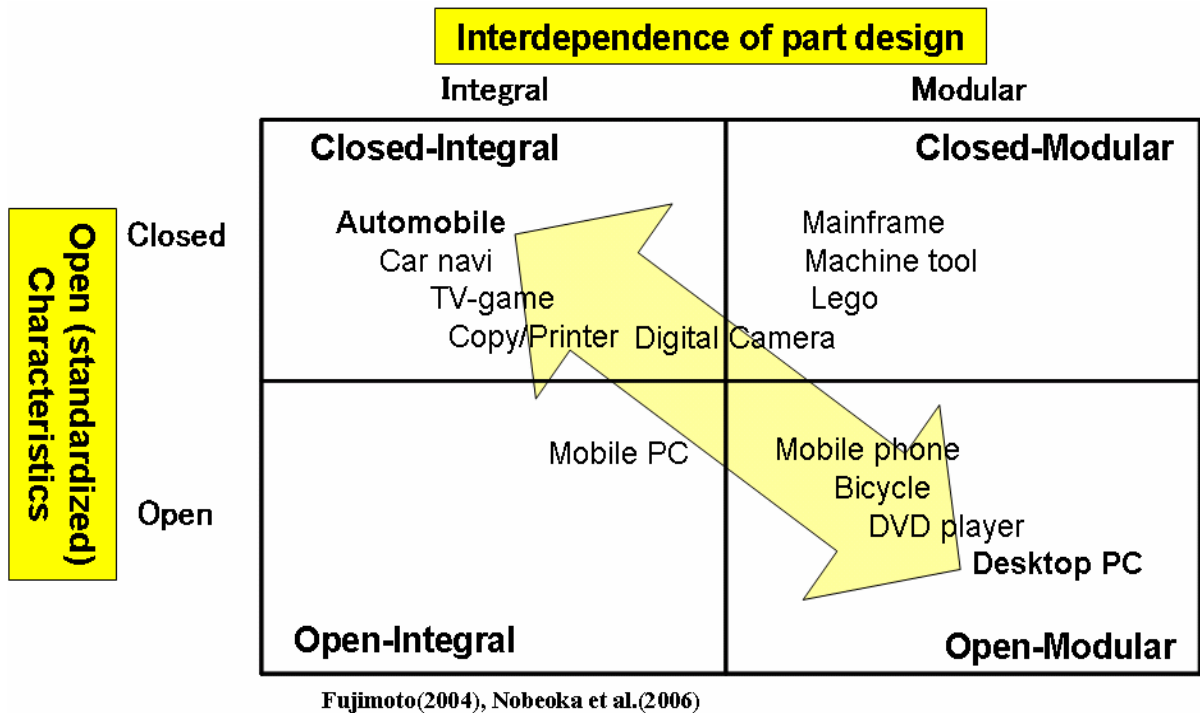 Interdependence of part design
Integral
Modular
Closed-Integral
Closed-Modular
Open (standardized)
Characteristics
Closed
Automobile
Car navi
TV-game
Copy/Printer
Digital Camera
Mainframe
Machine tool
Lego
Open
Mobile PC
Mobile phone
Bicycle
DVD player
Desktop PC
Open-Integral
Open-Modular
Fujimoto(2004), Nobeoka et al.(2006)